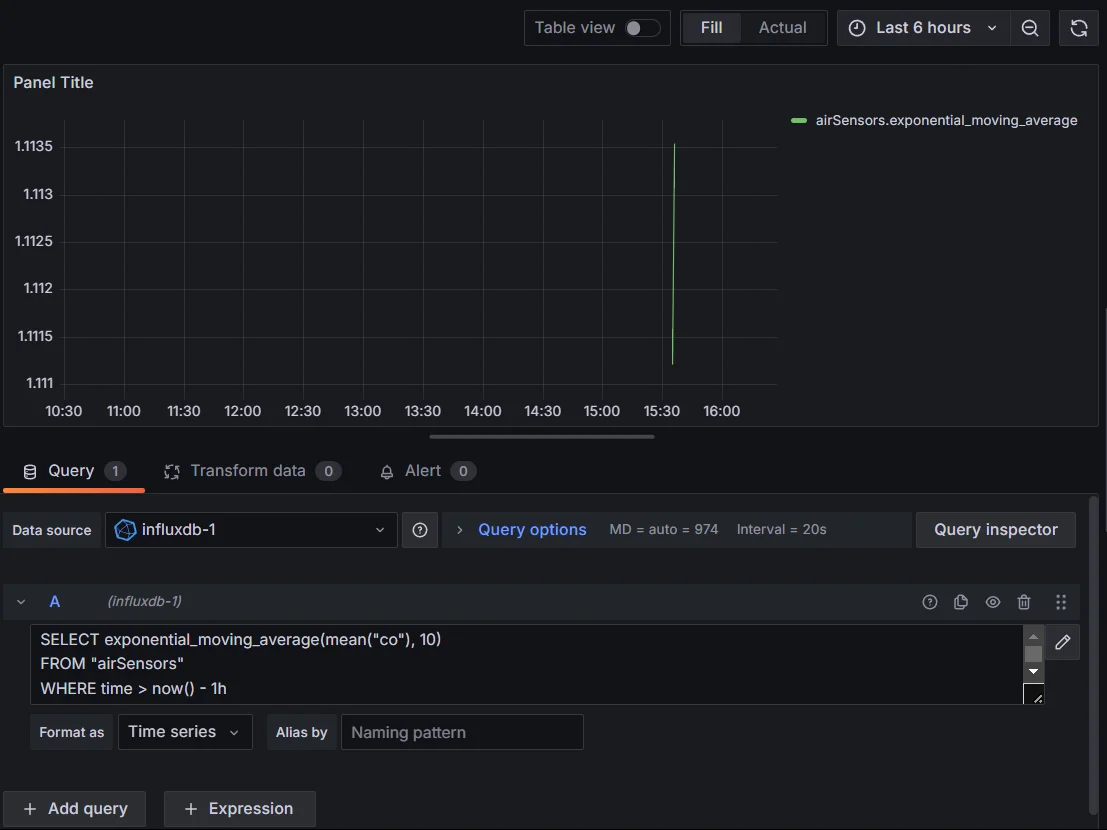 Table view Fill Actual Last 6 hours
Panel Title
airSensors.exponential_moving_average
1.1135
1.113
1.1125
1.112
1.1115
1.111
10:30 11:00 11:30 12:00 12:30 13:00 13:30 14:00 14:30 15:00 15:30 16:00
Query 1 Transform data 0 Alert 0
Data source influxdb-1 Query options MD = auto = 974 Interval = 20s Query inspector
A (influxdb-1)
SELECT exponential_moving_average(mean("co"), 10)
FROM "airSensors"
WHERE time > now() - 1h
Format as Time series Alias by Naming pattern
+ Add query + Expression